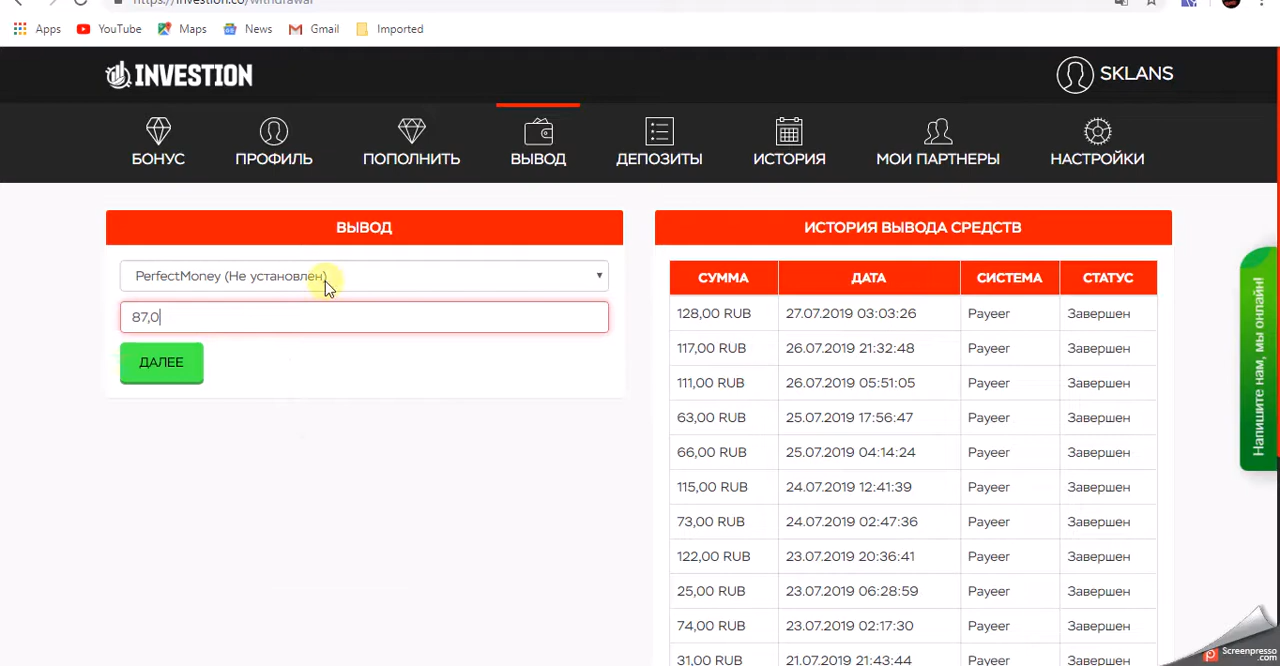 https://investion.co/withdrawal
Apps YouTube Maps News Gmail Imported
INVESTION
SKLANS
БОНУС ПРОФИЛЬ ПОПОЛНИТЬ ВЫВОД ДЕПОЗИТЫ ИСТОРИЯ МОИ ПАРТНЕРЫ НАСТРОЙКИ
ВЫВОД
PerfectMoney (Не установлен)
87,0
ДАЛЕЕ
ИСТОРИЯ ВЫВОДА СРЕДСТВ
СУММА ДАТА СИСТЕМА СТАТУС
128,00 RUB 27.07.2019 03:03:26 Payeer Завершен
117,00 RUB 26.07.2019 21:32:48 Payeer Завершен
111,00 RUB 26.07.2019 05:51:05 Payeer Завершен
63,00 RUB 25.07.2019 17:56:47 Payeer Завершен
66,00 RUB 25.07.2019 04:14:24 Payeer Завершен
115,00 RUB 24.07.2019 12:41:39 Payeer Завершен
73,00 RUB 24.07.2019 02:47:36 Payeer Завершен
122,00 RUB 23.07.2019 20:36:41 Payeer Завершен
25,00 RUB 23.07.2019 06:28:59 Payeer Завершен
74,00 RUB 23.07.2019 02:17:30 Payeer Завершен
31,00 RUB 21.07.2019 21:43:44 Payeer Завершен
Напишите нам, мы онлайн!
Screenpresso
.com